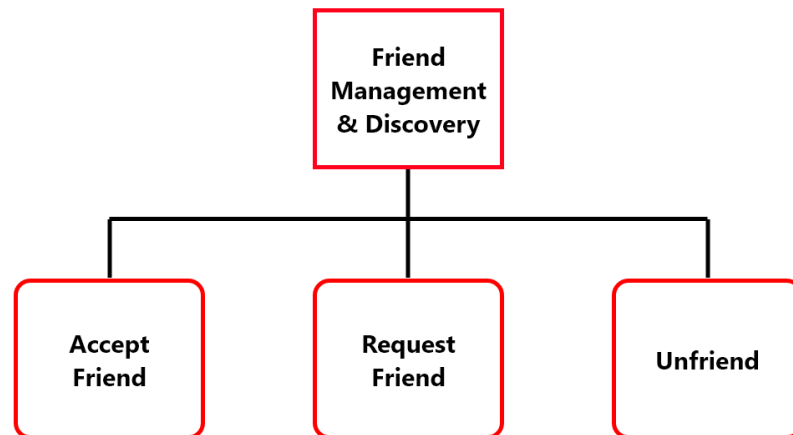 Friend
Management
& Discovery
Accept
Friend
Request
Friend
Unfriend